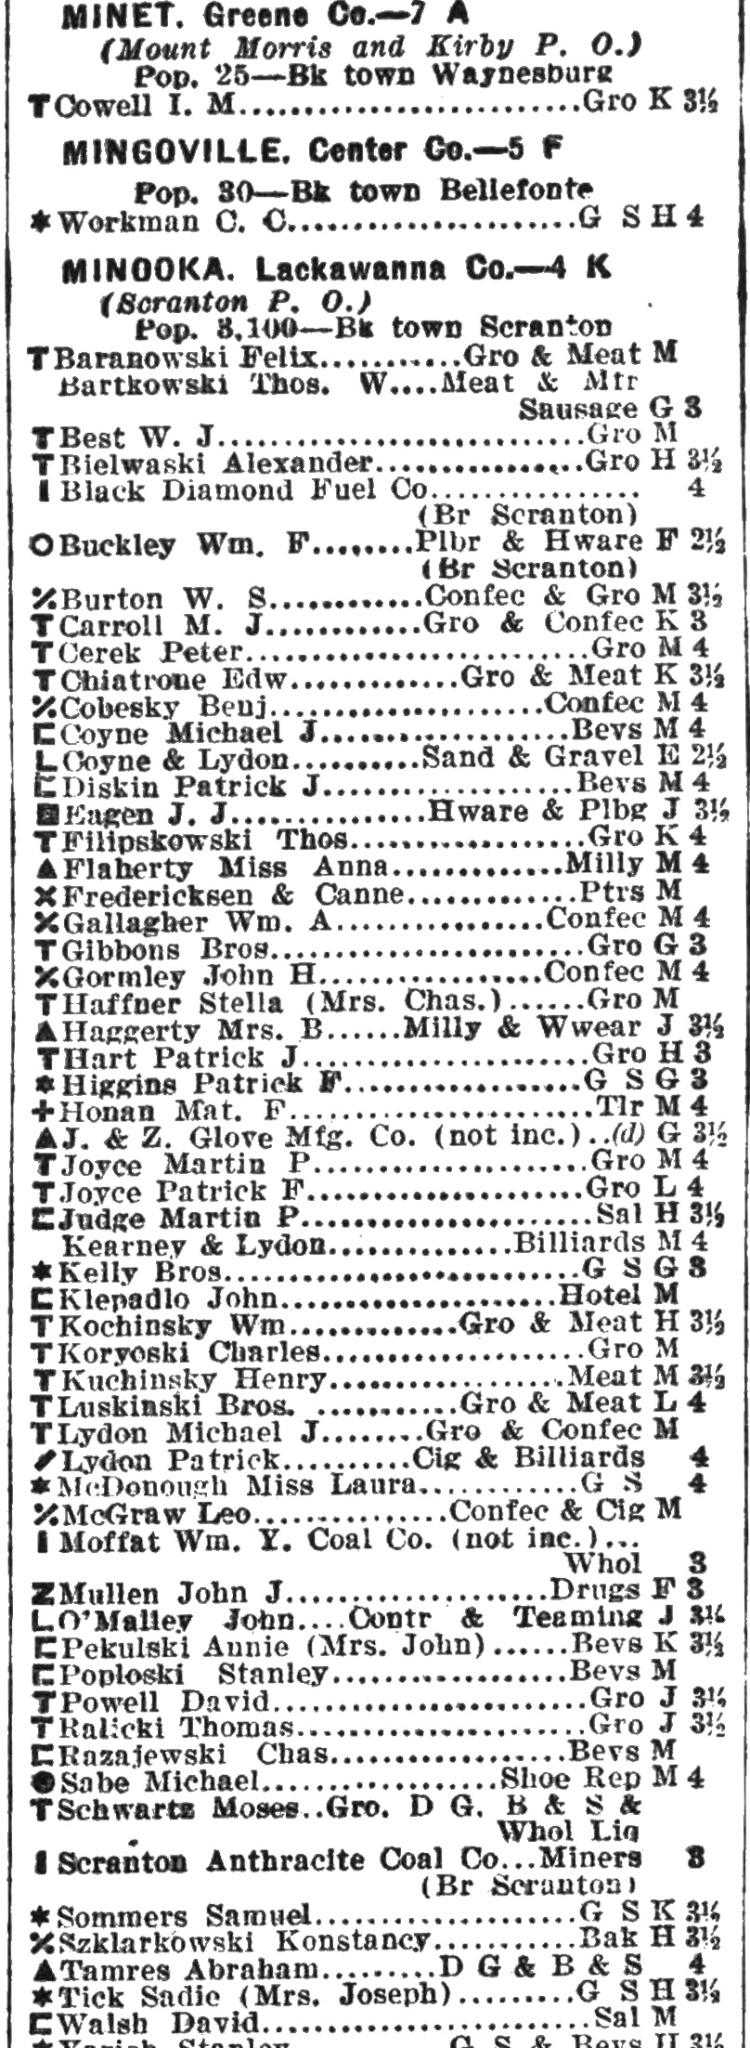 MINET. Greene Co.—7 A
(Mount Morris and Kirby P. O.)
Pop. 25—Bk town Waynesburg
T Cowell I. M..............................Gro K 3½
MINGOVILLE. Center Co.—5 F
Pop. 30—Bk town Bellefonte
* Workman C. C.......................G S H 4
MINOOKA. Lackawanna Co.—4 K
(Scranton P. O.)
Pop. 3,100—Bk town Scranton
T Baranowski Felix...........Gro & Meat M
Bartkowski Thos. W....Meat & Mfr
Sausage G 3
T Best W. J..............................Gro M
T Bielwaski Alexander.................Gro H 3½
I Black Diamond Fuel Co................ 4
(Br Scranton)
O Buckley Wm. F........Plbr & Hware F 2½
(Br Scranton)
% Burton W. S............Confec & Gro M 3½
T Carroll M. J............Gro & Confec K 3
T Cerek Peter............................Gro M 4
T Chiatrone Edw.............Gro & Meat K 3½
% Cobesky Benj......................Confec M 4
C Coyne Michael J....................Bevs M 4
L Coyne & Lydon..........Sand & Gravel E 2½
C Diskin Patrick J....................Bevs M 4
Eagen J. J...............Hware & Plbg J 3½
T Filipskowski Thos...................Gro K 4
▲ Flaherty Miss Anna.............Milly M 4
✕ Fredericksen & Canne.............Ptrs M
% Gallagher Wm. A................Confec M 4
T Gibbons Bros..........................Gro G 3
% Gormley John H.................Confec M 4
T Haffner Stella (Mrs. Chas.)......Gro M
▲ Haggerty Mrs. B......Milly & Wwear J 3½
T Hart Patrick J.......................Gro H 3
* Higgins Patrick F...................G S G 3
+ Honan Mat. F.........................Tlr M 4
▲ J. & Z. Glove Mfg. Co. (not inc.)..(d) G 3½
T Joyce Martin P......................Gro M 4
T Joyce Patrick F.....................Gro L 4
C Judge Martin P.......................Sal H 3½
Kearney & Lydon..............Billiards M 4
* Kelly Bros.............................G S G 3
C Klepadlo John.....................Hotel M
T Kochinsky Wm.............Gro & Meat H 3½
T Koryoski Charles....................Gro M
T Kuchinsky Henry.................Meat M 3½
T Luskinski Bros. ...........Gro & Meat L 4
T Lydon Michael J........Gro & Confec M
/ Lydon Patrick..........Cig & Billiards 4
* McDonough Miss Laura............G S 4
% McGraw Leo..............Confec & Cig M
I Moffat Wm. Y. Coal Co. (not inc.)...
Whol 3
Z Mullen John J.....................Drugs F 3
L O'Malley John....Contr & Teaming J 3½
C Pekulski Annie (Mrs. John)......Bevs K 3½
C Poploski Stanley..................Bevs M
T Powell David.........................Gro J 3½
T Ralicki Thomas......................Gro J 3½
C Razajewski Chas..................Bevs M
● Sabe Michael..................Shoe Rep M 4
T Schwartz Moses..Gro. D G. B & S &
Whol Liq
I Scranton Anthracite Coal Co...Miners 3
(Br Scranton)
* Sommers Samuel.....................G S K 3½
% Szklarkowski Konstancy...........Bak H 3½
▲ Tamres Abraham.........D G & B & S 4
* Tick Sadie (Mrs. Joseph).........G S H 3½
C Walsh David...........................Sal M
Stanley G S & Bevs H 3½